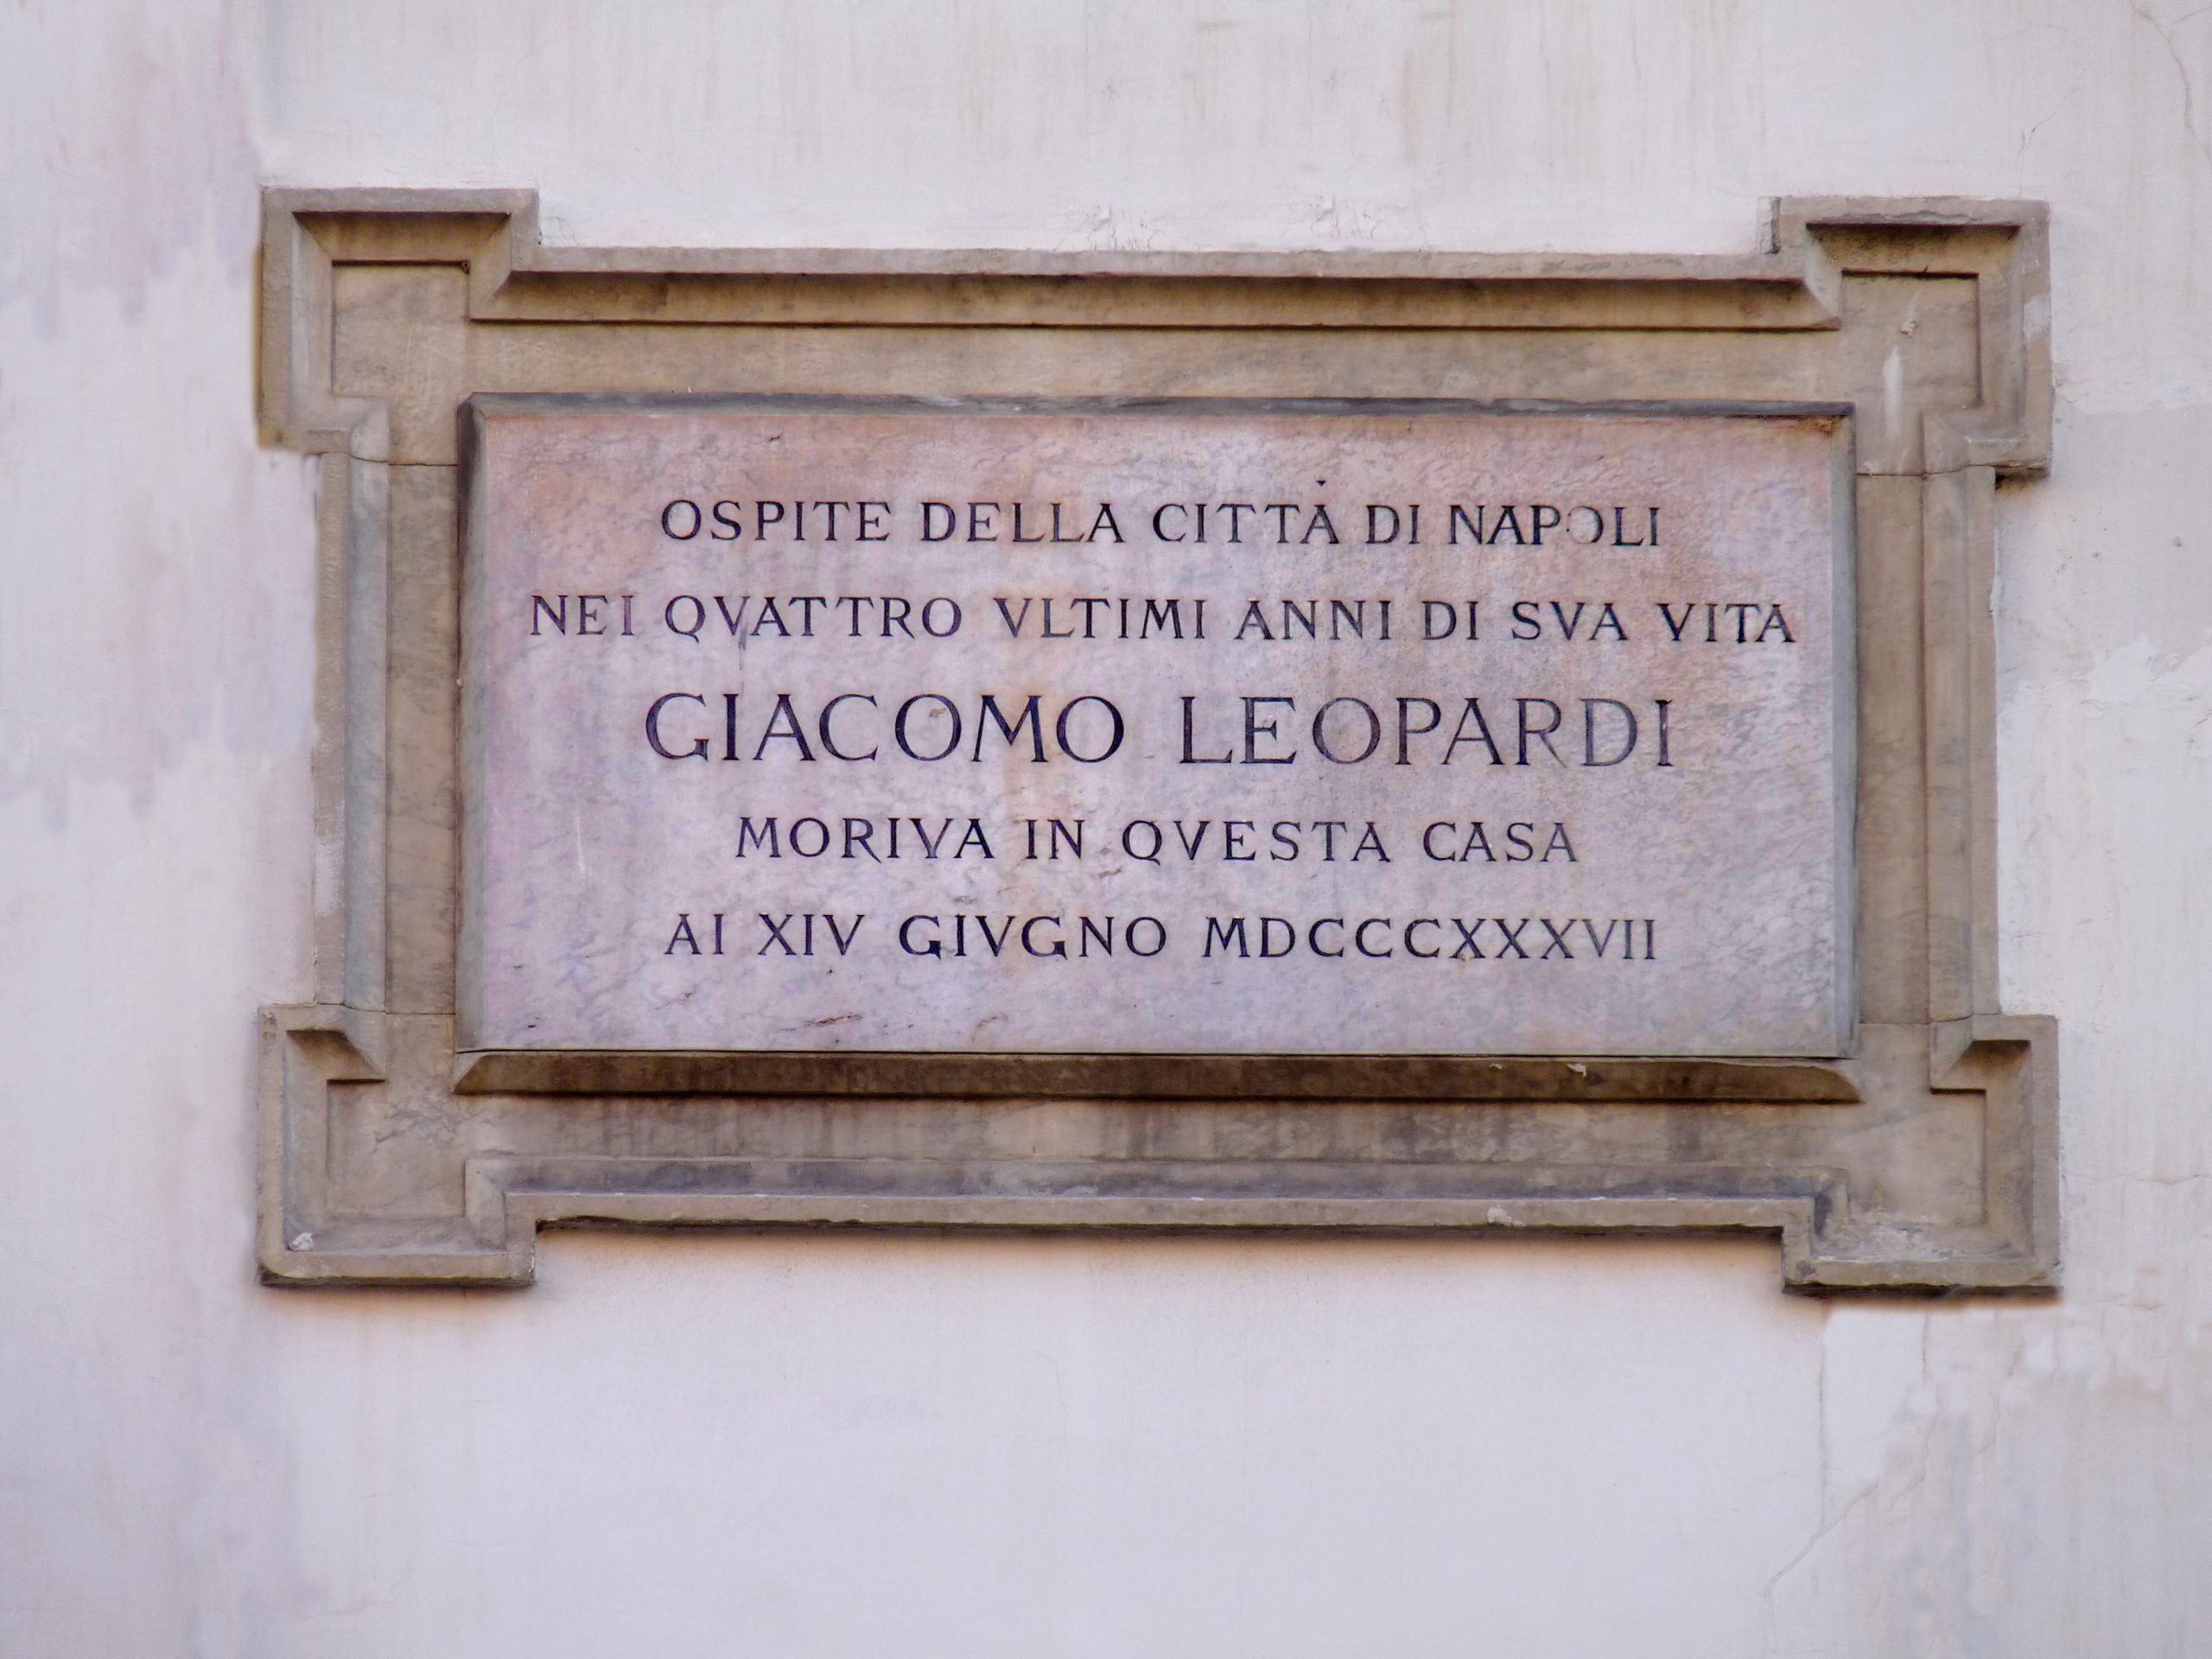 OSPITE DELLA CITTÀ DI NAPOLI
NEI QVATTRO VLTIMI ANNI DI SVA VITA
GIACOMO LEOPARDI
MORIVA IN QVESTA CASA
AI XIV GIVGNO MDCCCXXXVII